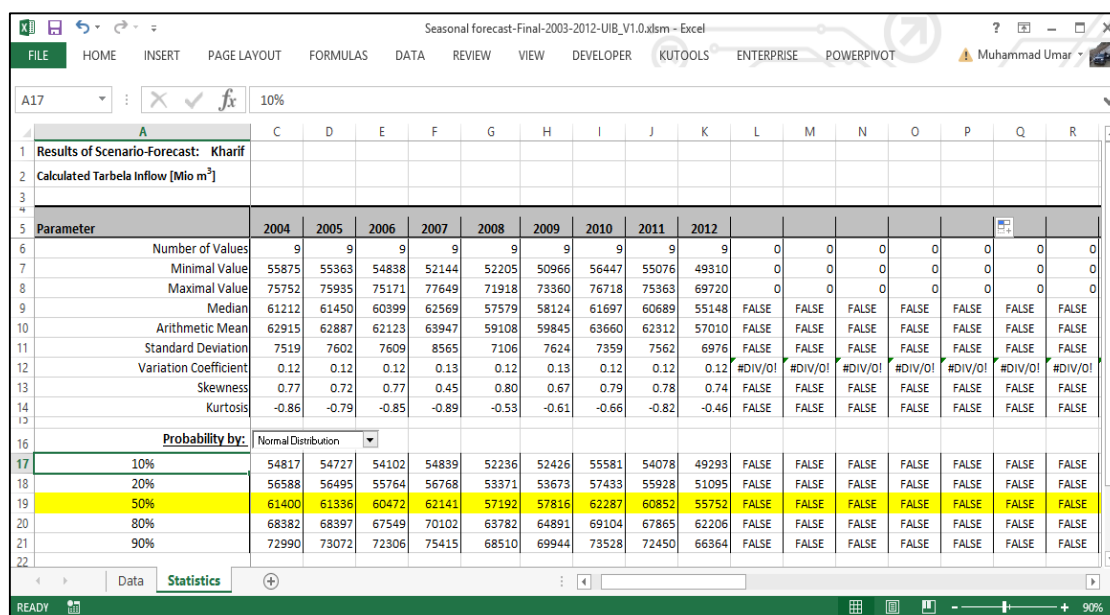 Seasonal forecast-Final-2003-2012-UIB_V1.0.xlsm - Excel
FILE HOME INSERT PAGE LAYOUT FORMULAS DATA REVIEW VIEW DEVELOPER KUTOOLS ENTERPRISE POWERPIVOT Muhammad Umar
A17 fx 10%
A C D E F G H I J K L M N O P Q R
1 Results of Scenario-Forecast: Kharif
2 Calculated Tarbela Inflow [Mio m³]
3
4
5 Parameter 2004 2005 2006 2007 2008 2009 2010 2011 2012
6 Number of Values 9 9 9 9 9 9 9 9 9 0 0 0 0 0 0 0
7 Minimal Value 55875 55363 54838 52144 52205 50966 56447 55076 49310 0 0 0 0 0 0 0
8 Maximal Value 75752 75935 75171 77649 71918 73360 76718 75363 69720 0 0 0 0 0 0 0
9 Median 61212 61450 60399 62569 57579 58124 61697 60689 55148 FALSE FALSE FALSE FALSE FALSE FALSE FALSE
10 Arithmetic Mean 62915 62887 62123 63947 59108 59845 63660 62312 57010 FALSE FALSE FALSE FALSE FALSE FALSE FALSE
11 Standard Deviation 7519 7602 7609 8565 7106 7624 7359 7562 6976 FALSE FALSE FALSE FALSE FALSE FALSE FALSE
12 Variation Coefficient 0.12 0.12 0.12 0.13 0.12 0.13 0.12 0.12 0.12 #DIV/0! #DIV/0! #DIV/0! #DIV/0! #DIV/0! #DIV/0! #DIV/0!
13 Skewness 0.77 0.72 0.77 0.45 0.80 0.67 0.79 0.78 0.74 FALSE FALSE FALSE FALSE FALSE FALSE FALSE
14 Kurtosis -0.86 -0.79 -0.85 -0.89 -0.53 -0.61 -0.66 -0.82 -0.46 FALSE FALSE FALSE FALSE FALSE FALSE FALSE
15
16 Probability by: Normal Distribution
17 10% 54817 54727 54102 54839 52236 52426 55581 54078 49293 FALSE FALSE FALSE FALSE FALSE FALSE FALSE
18 20% 56588 56495 55764 56768 53371 53673 57433 55928 51095 FALSE FALSE FALSE FALSE FALSE FALSE FALSE
19 50% 61400 61336 60472 62141 57192 57816 62287 60852 55752 FALSE FALSE FALSE FALSE FALSE FALSE FALSE
20 80% 68382 68397 67549 70102 63782 64891 69104 67865 62206 FALSE FALSE FALSE FALSE FALSE FALSE FALSE
21 90% 72990 73072 72306 75415 68510 69944 73528 72450 66364 FALSE FALSE FALSE FALSE FALSE FALSE FALSE
22
Data Statistics
READY 90%